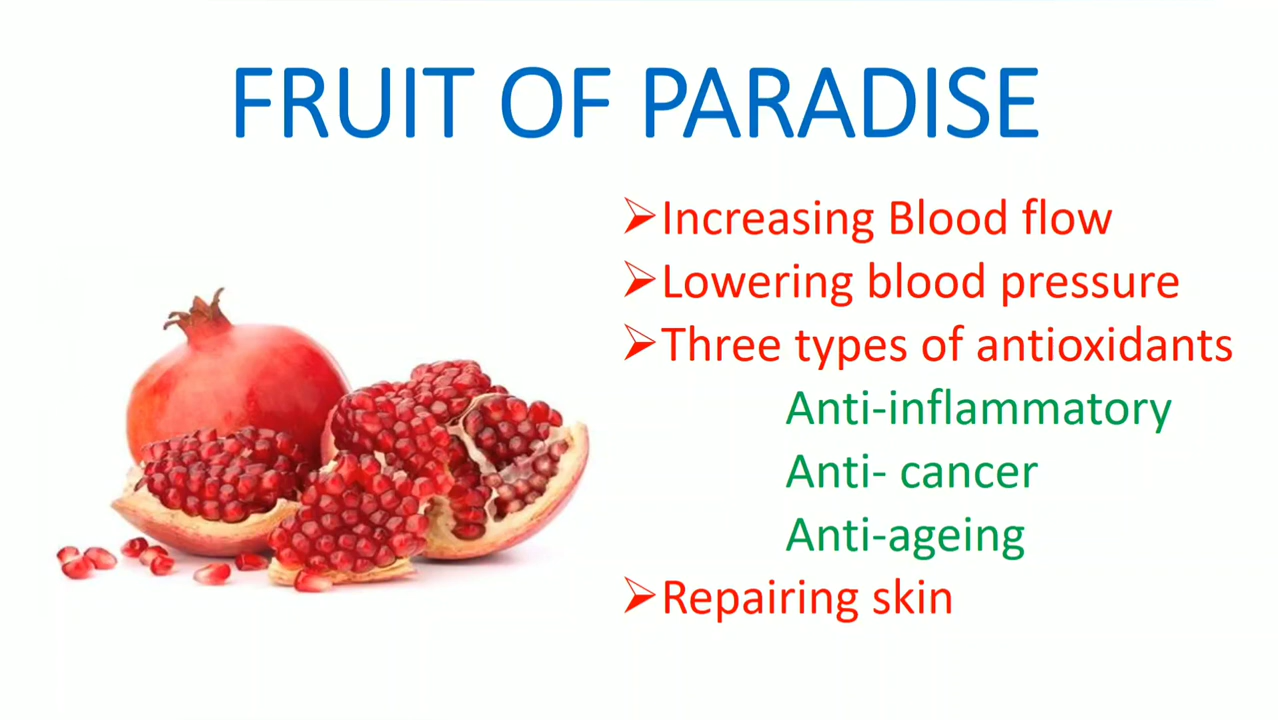 FRUIT OF PARADISE
➢Increasing Blood flow
➢Lowering blood pressure
➢Three types of antioxidants
Anti-inflammatory
Anti- cancer
Anti-ageing
➢Repairing skin